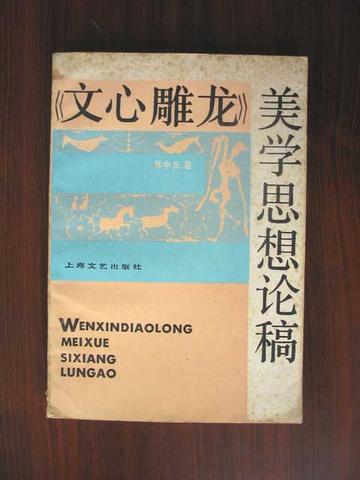 《文心雕龙》
美学思想论稿
易中天 著
上海文艺出版社
WENXINDIAOLONG
MEIXUE
SIXIANG
LUNGAO